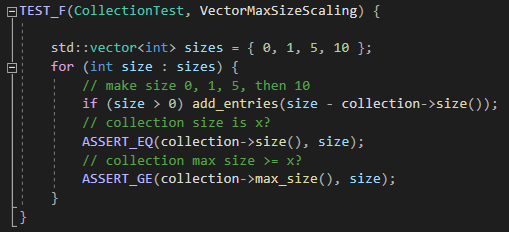 TEST_F(CollectionTest, VectorMaxSizeScaling) {
std::vector<int> sizes = { 0, 1, 5, 10 };
for (int size : sizes) {
// make size 0, 1, 5, then 10
if (size > 0) add_entries(size - collection->size());
// collection size is x?
ASSERT_EQ(collection->size(), size);
// collection max size >= x?
ASSERT_GE(collection->max_size(), size);
}
}